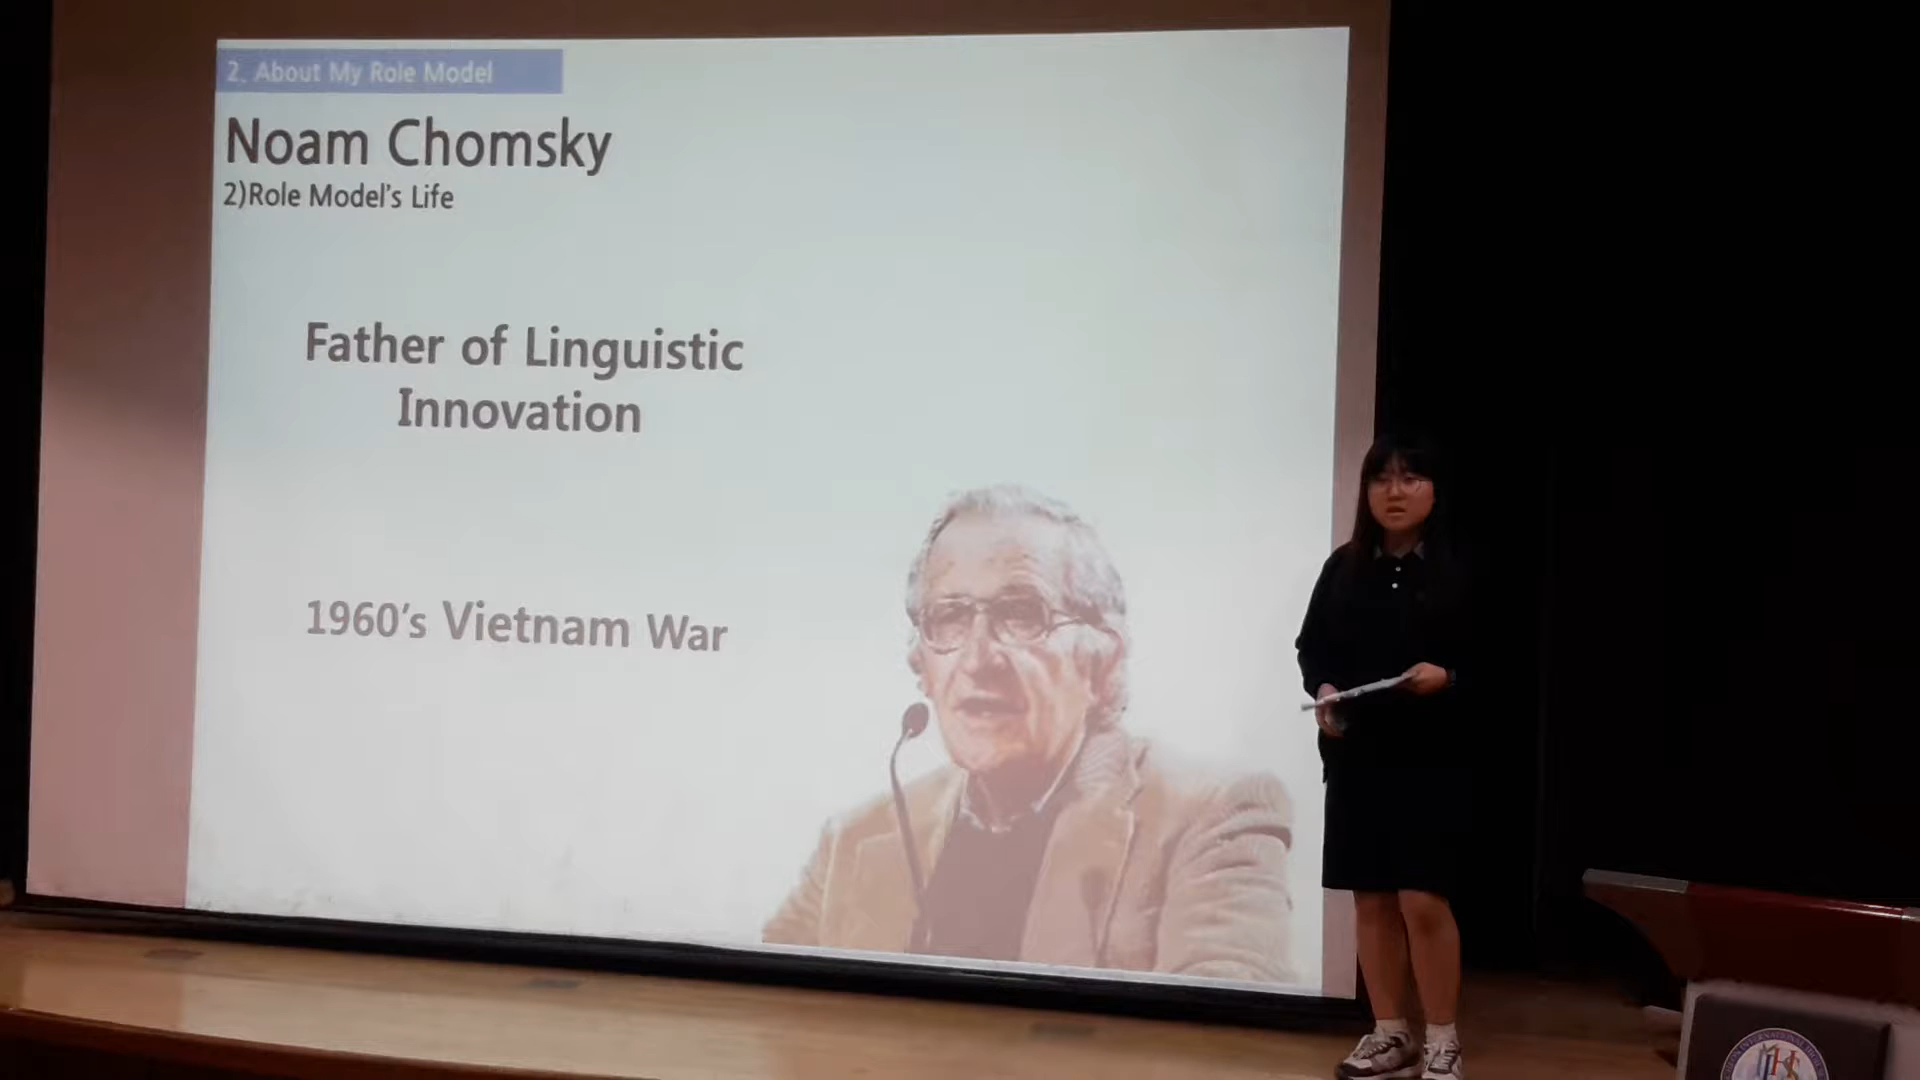 2. About My Role Model
Noam Chomsky
2)Role Model's Life
Father of Linguistic
Innovation
1960's Vietnam War